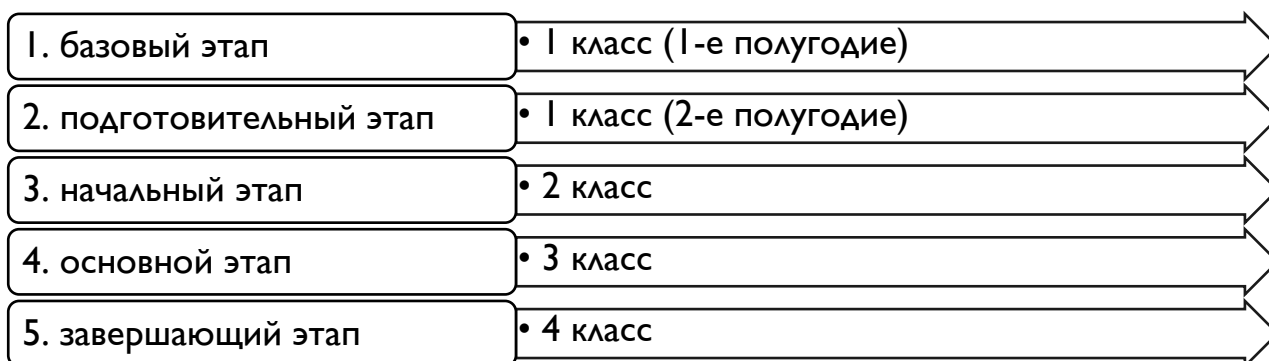 1. базовый этап
• 1 класс (1-е полугодие)
2. подготовительный этап
• 1 класс (2-е полугодие)
3. начальный этап
• 2 класс
4. основной этап
• 3 класс
5. завершающий этап
• 4 класс